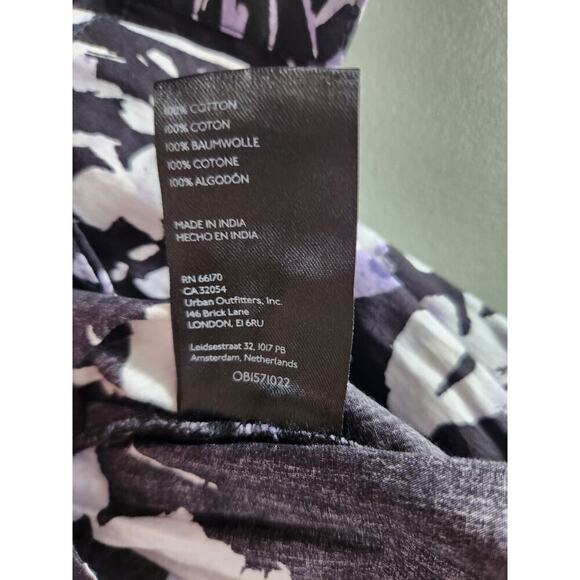 100% COTTON
100% COTON
100% BAUMWOLLE
100% COTONE
100% ALGODÓN
MADE IN INDIA
HECHO EN INDIA
RN 66170
CA 32054
Urban Outfitters, Inc.
146 Brick Lane
LONDON, E1 6RU
Leidsestraat 32, 1017 PB
Amsterdam, Netherlands
OB1571022